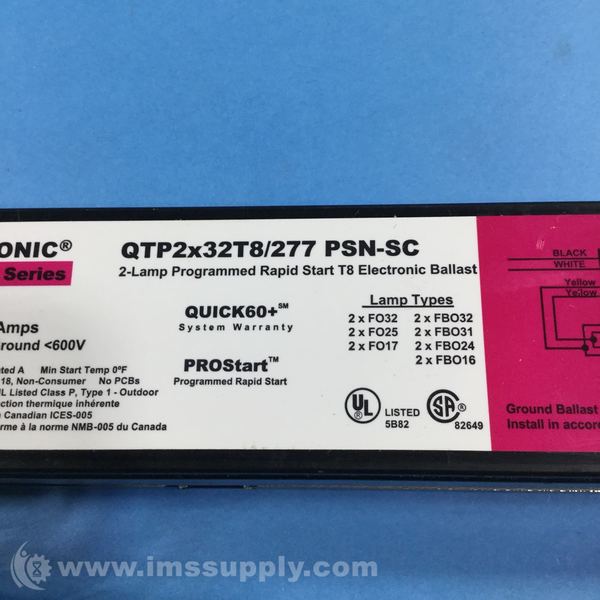 ONIC®
Series
QTP2x32T8/277 PSN-SC
2-Lamp Programmed Rapid Start T8 Electronic Ballast
Amps
round <600V
QUICK60+℠
System Warranty
PROStart™
Programmed Rapid Start
Lamp Types
2 x FO32 2 x FBO32
2 x FO25 2 x FBO31
2 x FO17 2 x FBO24
2 x FBO16
ted A Min Start Temp 0ºF
18, Non-Consumer No PCBs
L Listed Class P, Type 1 - Outdoor
ction thermique inhérente
Canadian ICES-005
rme à la norme NMB-005 du Canada
UL
LISTED
5B82
SA
82649
BLACK
WHITE
Yellow
Yellow
Ground Ballast
Install in accor
www.imssupply.com